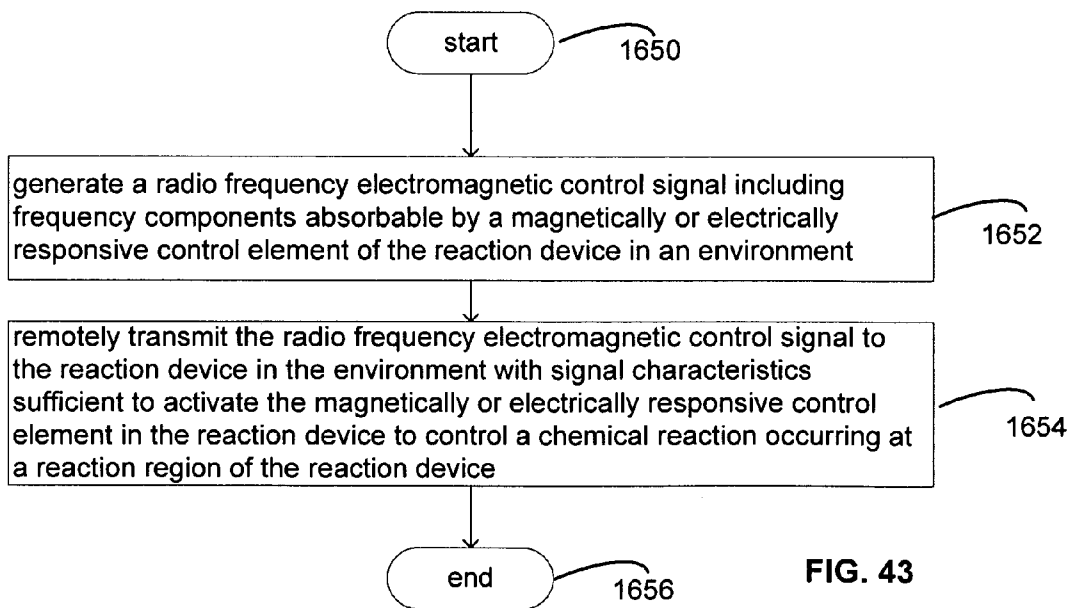 start
1650
generate a radio frequency electromagnetic control signal including
frequency components absorbable by a magnetically or electrically
responsive control element of the reaction device in an environment
1652
remotely transmit the radio frequency electromagnetic control signal to
the reaction device in the environment with signal characteristics
sufficient to activate the magnetically or electrically responsive control
element in the reaction device to control a chemical reaction occurring at
a reaction region of the reaction device
1654
end
1656
FIG. 43